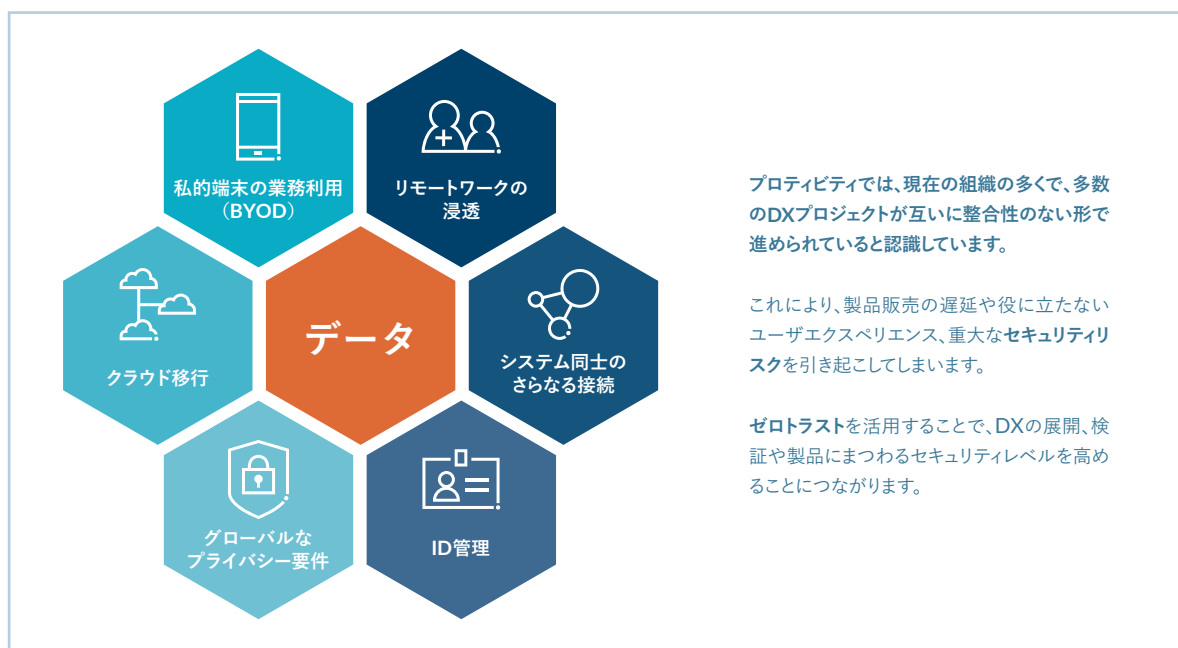 私的端末の業務利用
（BYOD）
リモートワークの
浸透
クラウド移行
データ
システム同士の
さらなる接続
グローバルな
プライバシー要件
ID管理
プロティビティでは、現在の組織の多くで、多数
のDXプロジェクトが互いに整合性のない形で
進められていると認識しています。
これにより、製品販売の遅延や役に立たない
ユーザエクスペリエンス、重大なセキュリティリ
スクを引き起こしてしまいます。
ゼロトラストを活用することで、DXの展開、検
証や製品にまつわるセキュリティレベルを高め
ることにつながります。